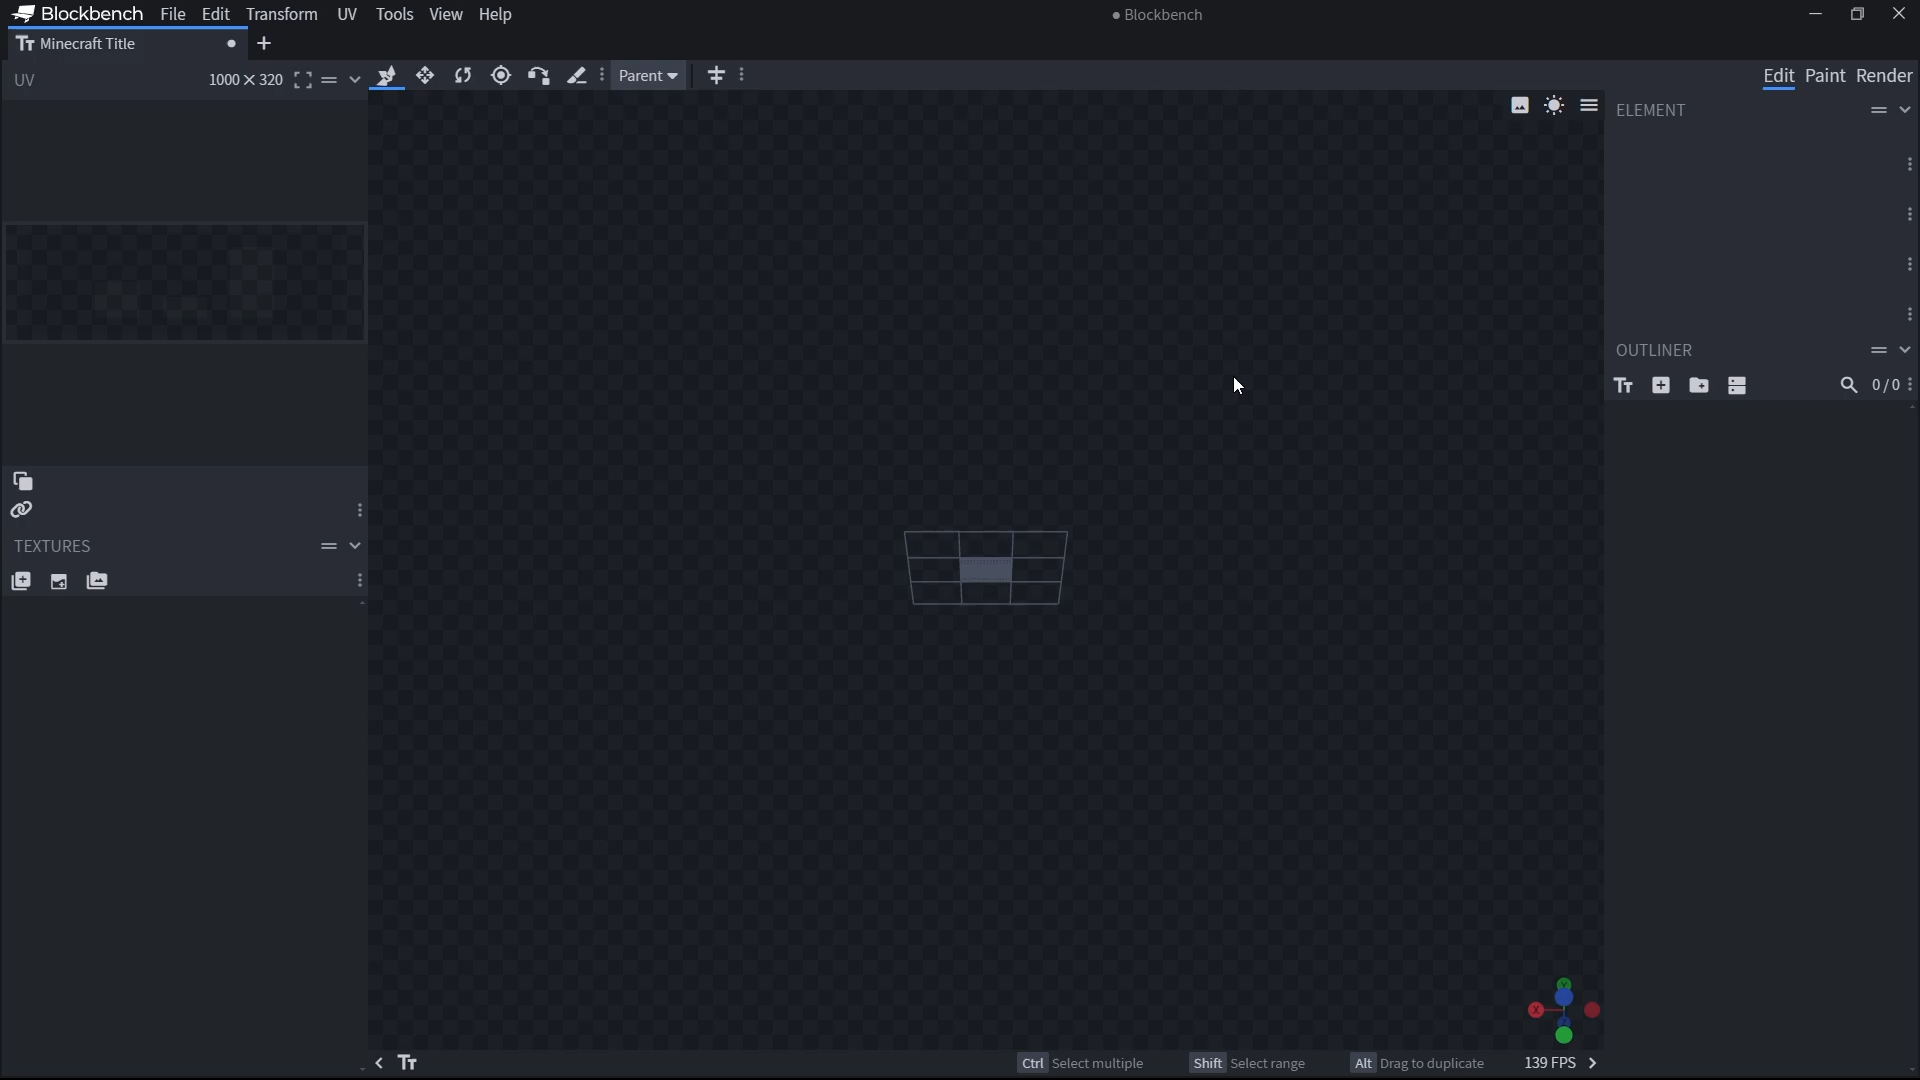 Blockbench File Edit Transform UV Tools View Help
• Blockbench
Minecraft Title
UV 1000×320
Parent
Edit Paint Render
ELEMENT
OUTLINER
0/0
TEXTURES
Ctrl Select multiple Shift Select range Alt Drag to duplicate 139 FPS